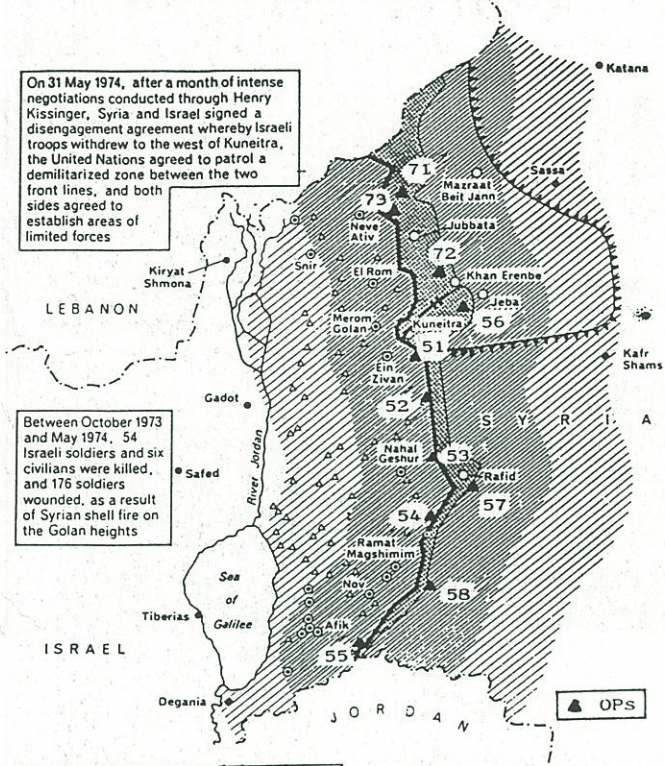 On 31 May 1974, after a month of intense
negotiations conducted through Henry
Kissinger, Syria and Israel signed a
disengagement agreement whereby Israeli
troops withdrew to the west of Kuneitra,
the United Nations agreed to patrol a
demilitarized zone between the two
front lines, and both
sides agreed to
establish areas of
limited forces
Katana
71
Mazraat
Beit Jann
Sassa
73
Neve
Ativ
Jubbata
Snir
72
Kiryat
Shmona
El Rom
Khan Erenbe
Jeba
LEBANON
Merom
Golan
Kuneitra
56
51
Ein
Zivan
Kafr
Shams
Gadot
52
SYRIA
Between October 1973
and May 1974, 54
Israeli soldiers and six
civilians were killed,
and 176 soldiers
wounded, as a result
of Syrian shell fire on
the Golan heights
Safed
River Jordan
Nahal
Geshur
53
Rafid
57
54
Ramat
Magshimim
Sea
of
Galilee
Nov
58
Tiberias
Afik
ISRAEL
55
Degania
JORDAN
OPs